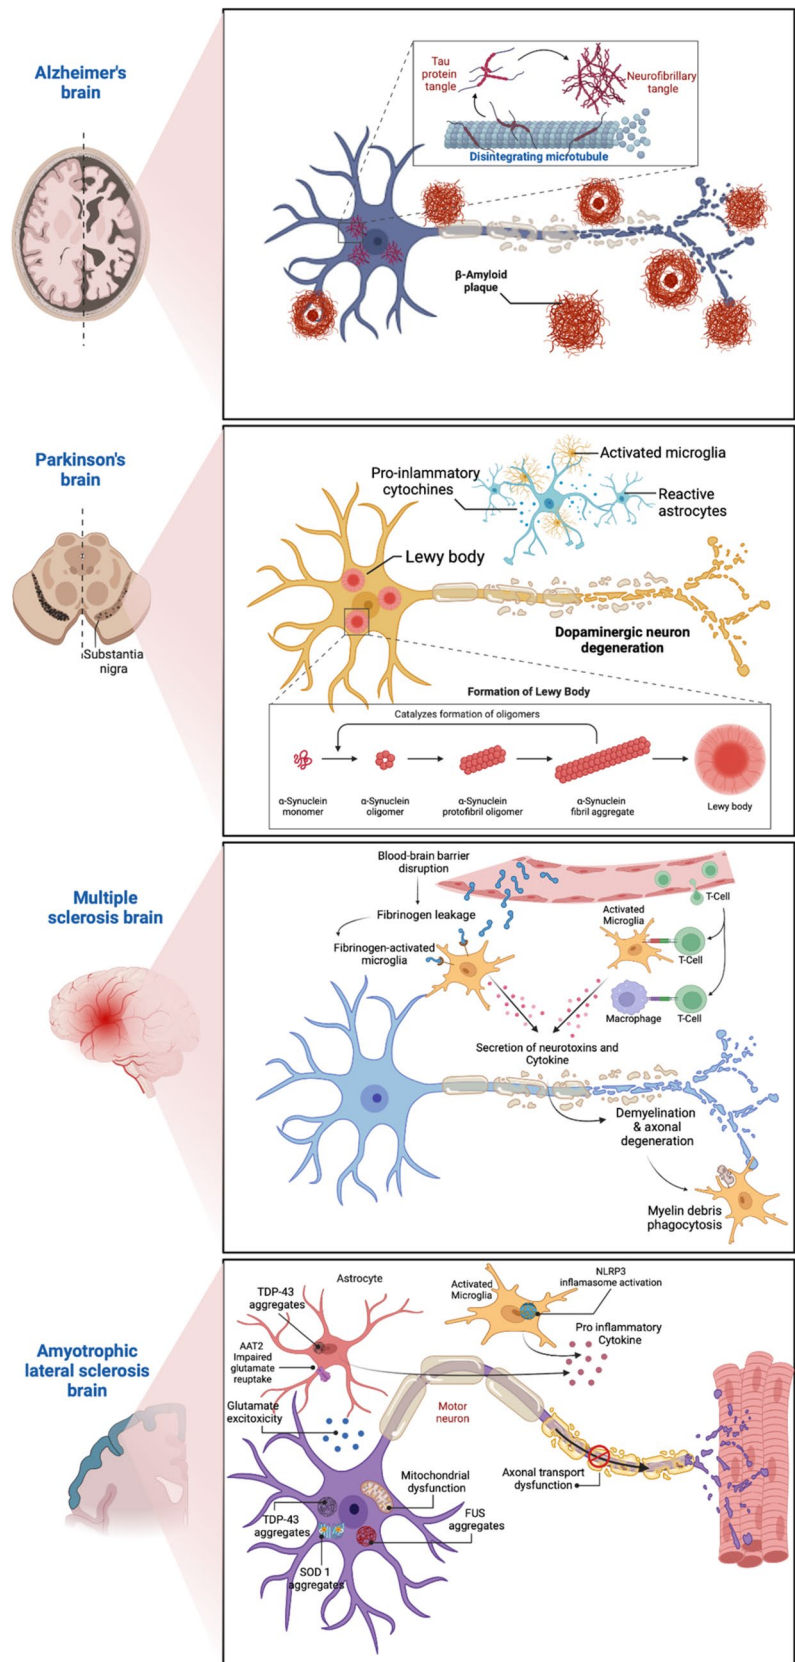 Alzheimer's
brain
Tau
protein
tangle
Neurofibrillary
tangle
Disintegrating microtubule
β-Amyloid
plaque
Parkinson's
brain
Substantia
nigra
Activated microglia
Pro-inlammatory
cytochines
Reactive
astrocytes
Lewy body
Dopaminergic neuron
degeneration
Formation of Lewy Body
Catalyzes formation of oligomers
α-Synuclein
monomer
α-Synuclein
oligomer
α-Synuclein
protofibril oligomer
α-Synuclein
fibril aggregate
Lewy body
Multiple
sclerosis brain
Blood-brain barrier
disruption
Fibrinogen leakage
Fibrinogen-activated
microglia
T-Cell
Activated
Microglia
T-Cell
Macrophage
T-Cell
Secretion of neurotoxins and
Cytokine
Demyelination
& axonal
degeneration
Myelin debris
phagocytosis
Amyotrophic
lateral sclerosis
brain
Astrocyte
TDP-43
aggregates
AAT2
Impaired
glutamate
reuptake
Glutamate
excitoxicity
Activated
Microglia
NLRP3
inflamasome activation
Pro inflammatory
Cytokine
Motor
neuron
Axonal transport
dysfunction
Mitochondrial
dysfunction
TDP-43
aggregates
FUS
aggregates
SOD 1
aggregates